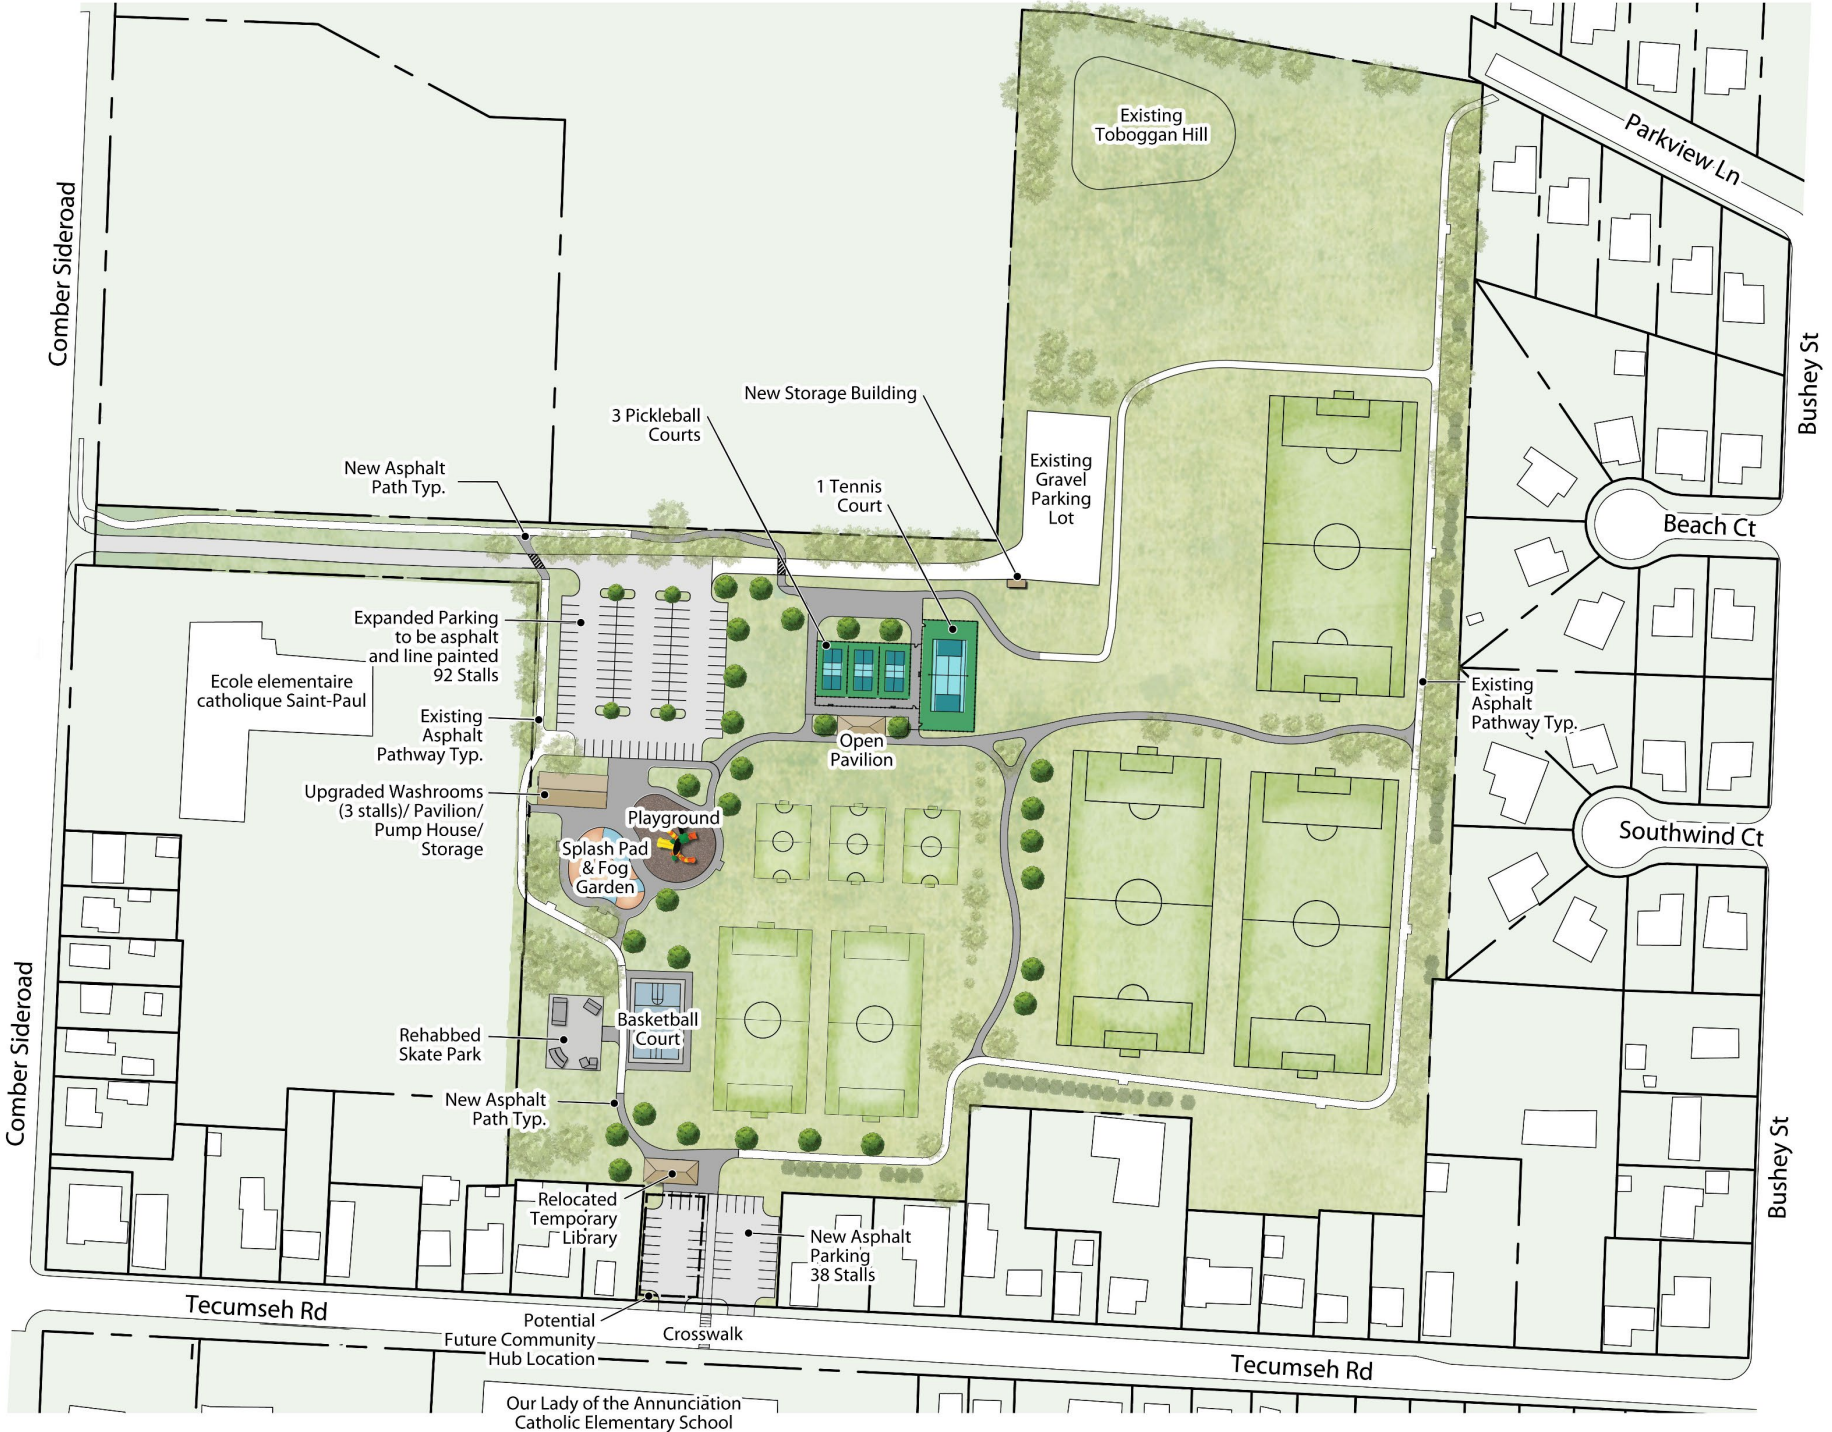 Existing
Toboggan Hill
Parkview Ln
Comber Sideroad
Bushey St
New Storage Building
3 Pickleball
Courts
Existing
Gravel
Parking
Lot
New Asphalt
Path Typ.
1 Tennis
Court
Beach Ct
Expanded Parking
to be asphalt
and line painted
92 Stalls
Ecole elementaire
catholique Saint-Paul
Existing
Asphalt
Pathway Typ.
Existing
Asphalt
Pathway Typ.
Open
Pavilion
Upgraded Washrooms
(3 stalls)/ Pavilion/
Pump House/
Storage
Playground
Splash Pad
& Fog
Garden
Southwind Ct
Comber Sideroad
Basketball
Court
Rehabbed
Skate Park
New Asphalt
Path Typ.
Bushey St
Relocated
Temporary
Library
New Asphalt
Parking
38 Stalls
Tecumseh Rd
Potential
Future Community
Hub Location
Crosswalk
Tecumseh Rd
Our Lady of the Annunciation
Catholic Elementary School